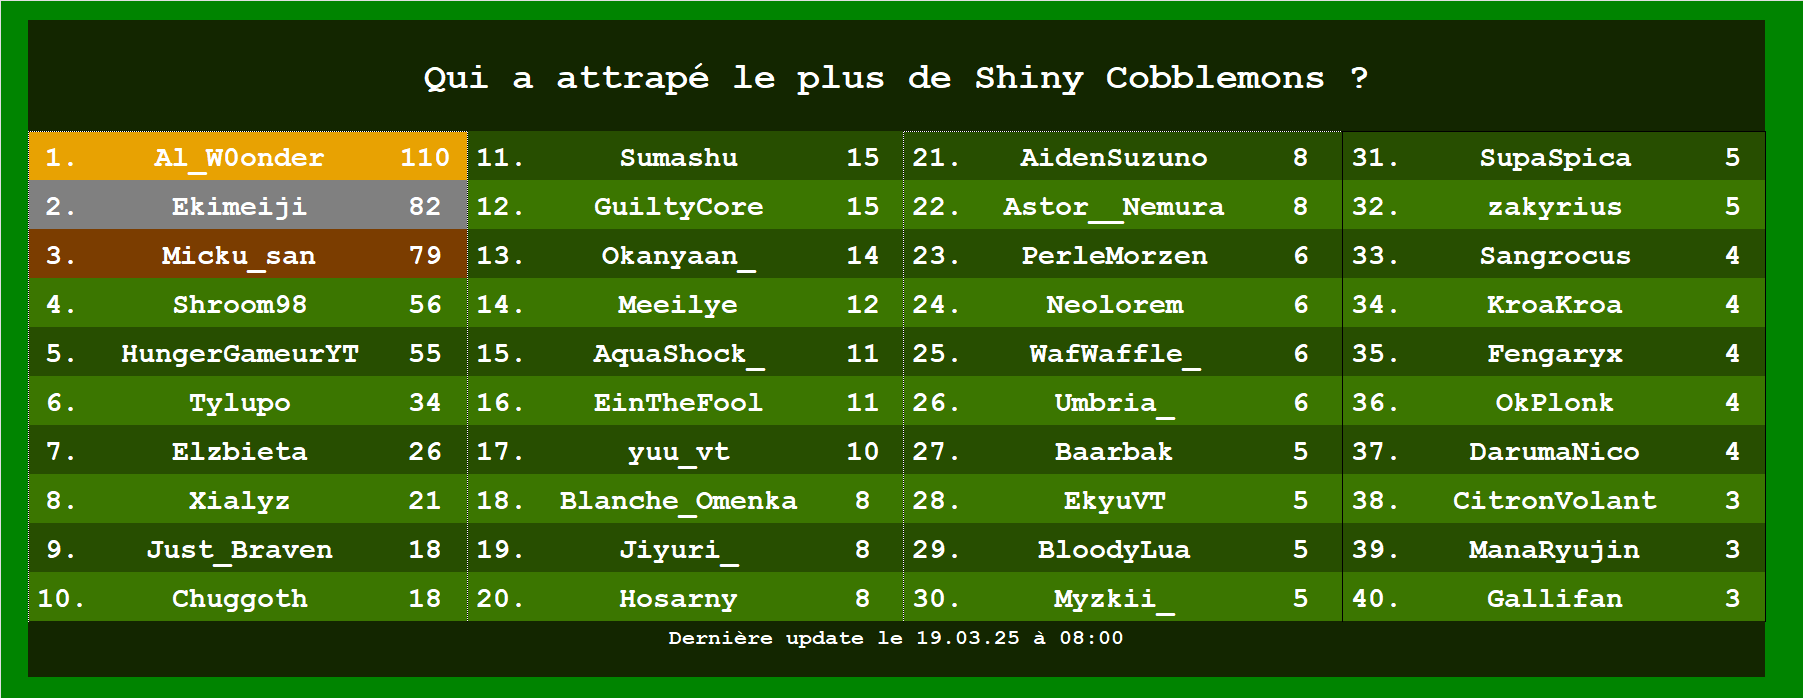 Qui a attrapé le plus de Shiny Cobblemons ?
1. Al_W0onder 110 11. Sumashu 15 21. AidenSuzuno 8 31. SupaSpica 5
2. Ekimeiji 82 12. GuiltyCore 15 22. Astor__Nemura 8 32. zakyrius 5
3. Micku_san 79 13. Okanyaan_ 14 23. PerleMorzen 6 33. Sangrocus 4
4. Shroom98 56 14. Meeilye 12 24. Neolorem 6 34. KroaKroa 4
5. HungerGameurYT 55 15. AquaShock_ 11 25. WafWaffle_ 6 35. Fengaryx 4
6. Tylupo 34 16. EinTheFool 11 26. Umbria_ 6 36. OkPlonk 4
7. Elzbieta 26 17. yuu_vt 10 27. Baarbak 5 37. DarumaNico 4
8. Xialyz 21 18. Blanche_Omenka 8 28. EkyuVT 5 38. CitronVolant 3
9. Just_Braven 18 19. Jiyuri_ 8 29. BloodyLua 5 39. ManaRyujin 3
10. Chuggoth 18 20. Hosarny 8 30. Myzkii_ 5 40. Gallifan 3
Dernière update le 19.03.25 à 08:00